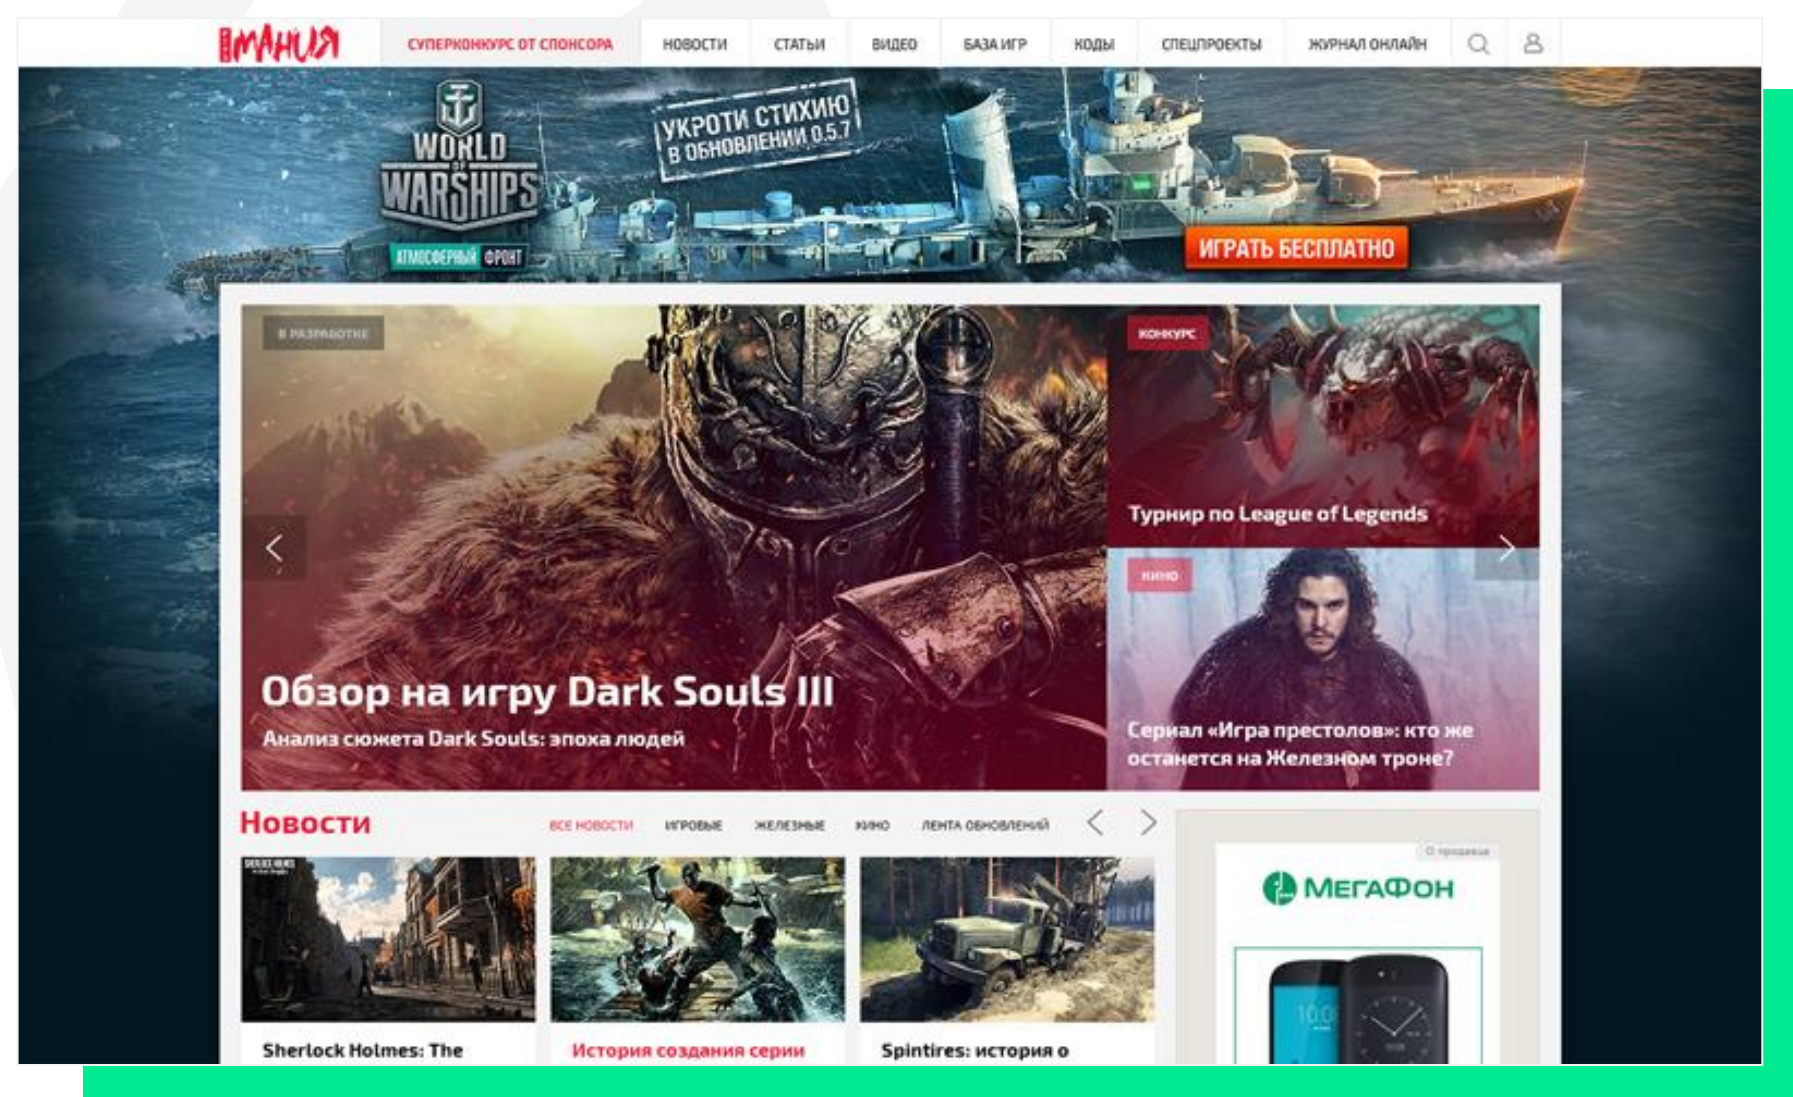 МАНИЯ
СУПЕРКОНКУРС ОТ СПОНСОРА
НОВОСТИ
СТАТЬИ
ВИДЕО
БАЗА ИГР
КОДЫ
СПЕЦПРОЕКТЫ
ЖУРНАЛ ОНЛАЙН
WORLD
OF
WARSHIPS
АТМОСФЕРНЫЙ ФРОНТ
УКРОТИ СТИХИЮ
В ОБНОВЛЕНИИ 0.5.7
ИГРАТЬ БЕСПЛАТНО
В РАЗРАБОТКЕ
Обзор на игру Dark Souls III
Анализ сюжета Dark Souls: эпоха людей
КОНКУРС
Турнир по League of Legends
КИНО
Сериал «Игра престолов»: кто же
останется на Железном троне?
Новости
ВСЕ НОВОСТИ
ИГРОВЫЕ
ЖЕЛЕЗНЫЕ
КИНО
ЛЕНТА ОБНОВЛЕНИЙ
SHERLOCK HOLMES
Sherlock Holmes: The
История создания серии
Spintires: история о
МЕГАФОН